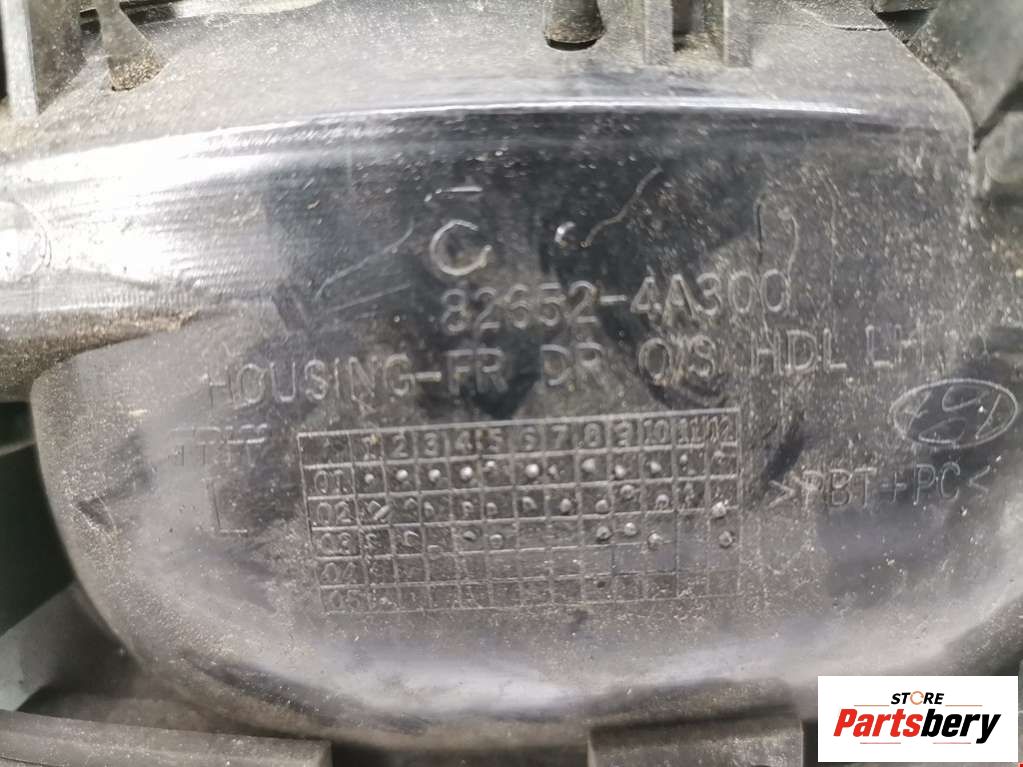 C
82652-4A300
HOUSING-FR DR O/S HDL LH
L
1 2 3 4 5 6 7 8 9 10 11 12
01
02
03
04
05
>PBT+PC<
STORE
Partsbery